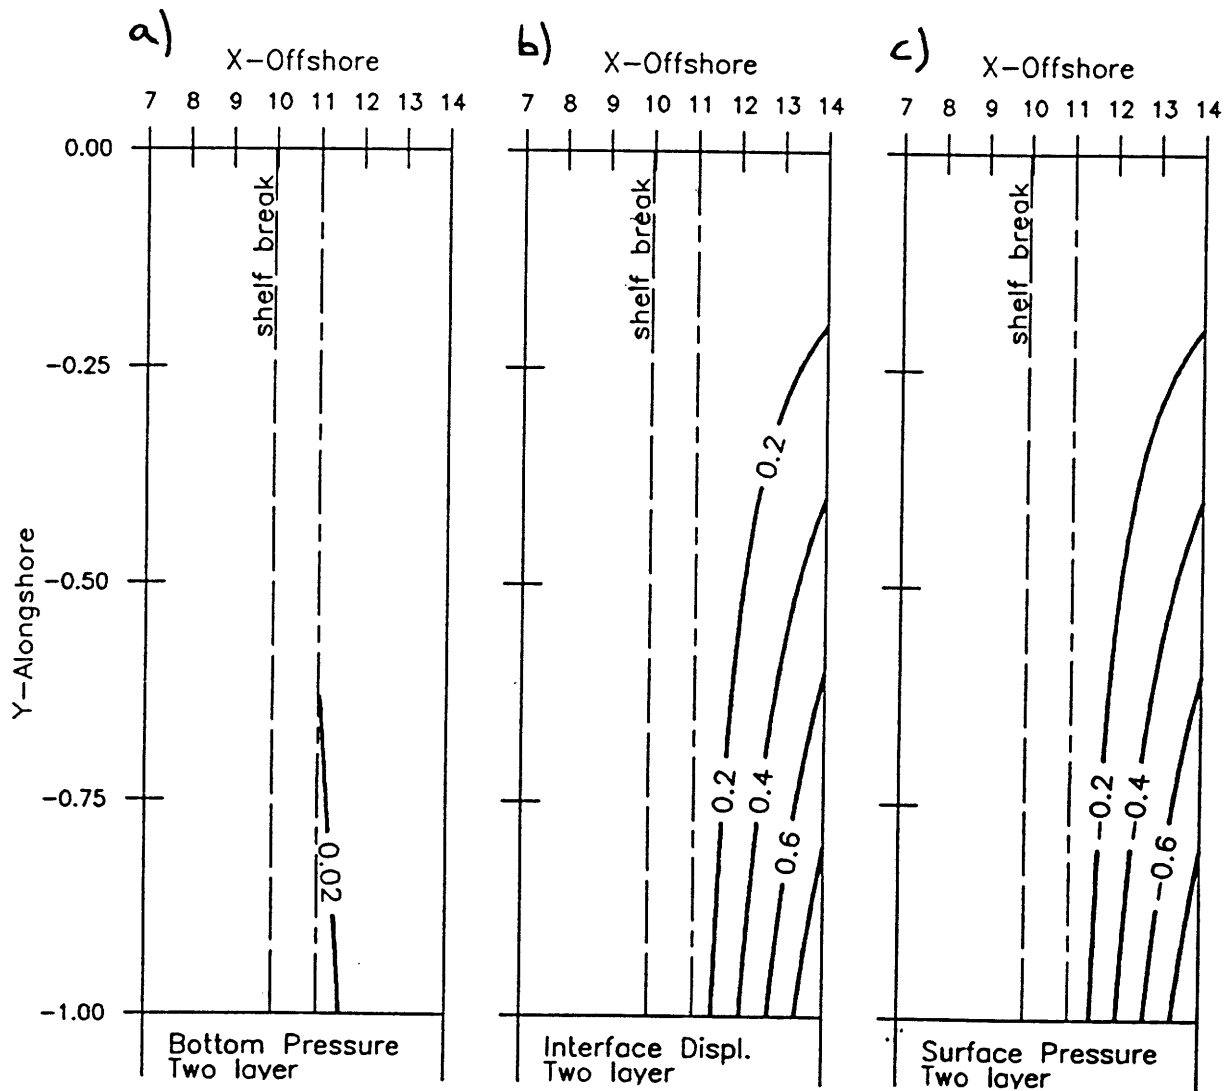 a)
X-Offshore
7 8 9 10 11 12 13 14
0.00
-0.25
-0.50
-0.75
-1.00
Y-Alongshore
shelf break
0.02
Bottom Pressure
Two layer
b)
X-Offshore
7 8 9 10 11 12 13 14
shelf break
0.2
0.2
0.4
0.6
Interface Displ.
Two layer
c)
X-Offshore
7 8 9 10 11 12 13 14
shelf break
0.2
0.4
0.6
Surface Pressure
Two layer